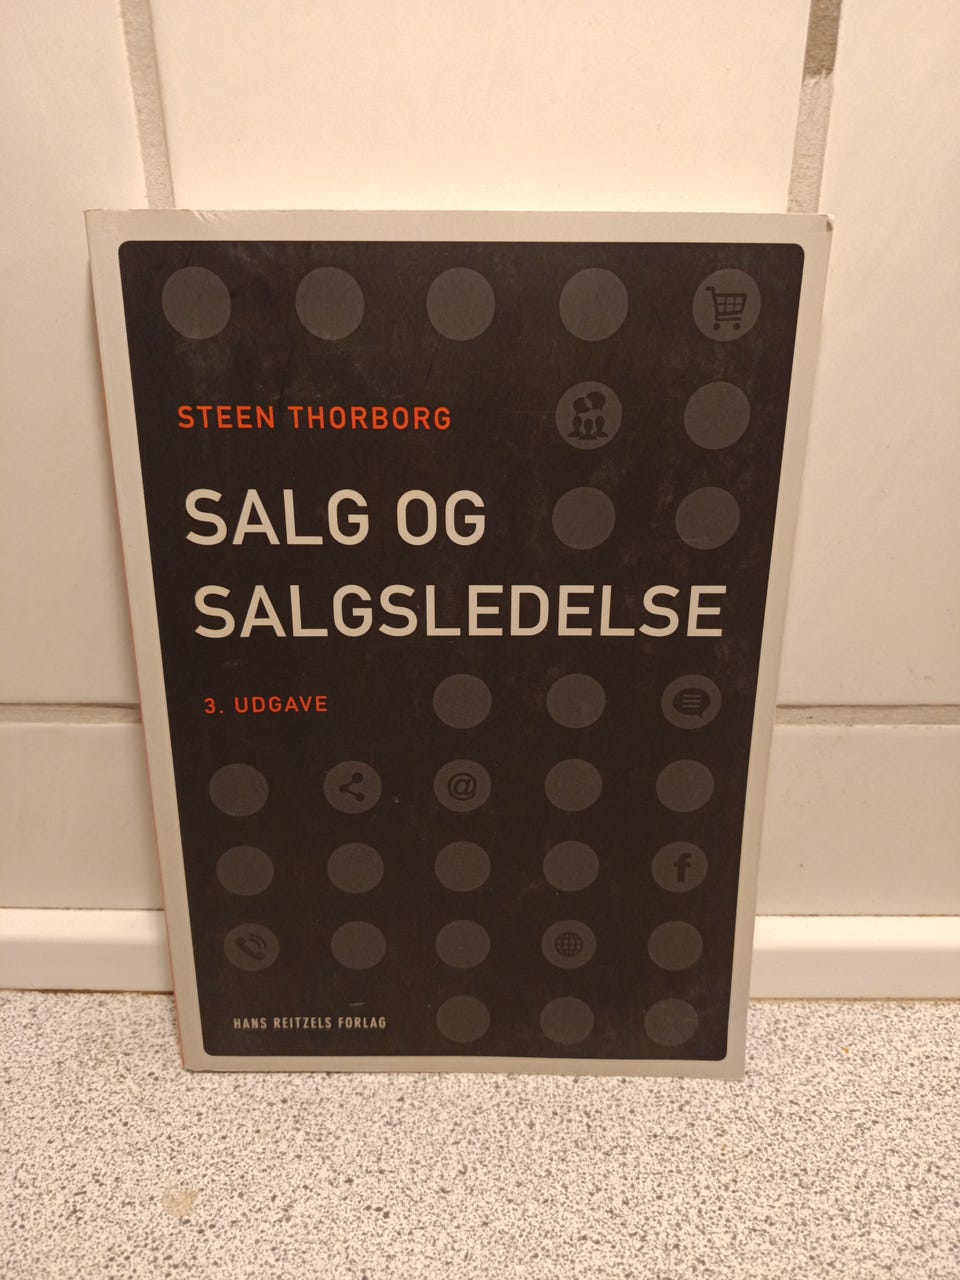 STEEN THORBORG
SALG OG
SALGSLEDELSE
3. UDGAVE
@
f
HANS REITZELS FORLAG